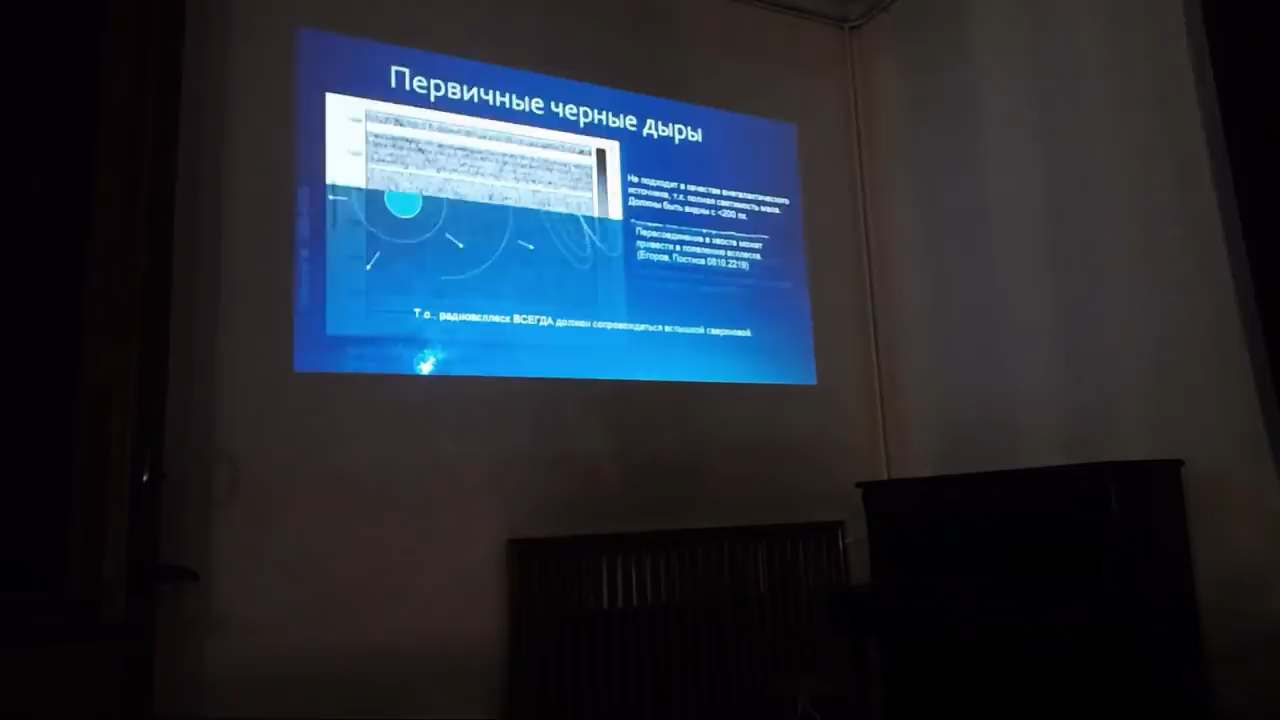 Первичные черные дыры
Не подходит в качестве внегалактического
источника, т.к. полная светимость мала.
Должны быть видны с <200 пк.
Пересоединение в хвосте может
привести в появлению всплеска.
(Егоров, Постнов 0810.2219)
Т.о., радиовсплеск ВСЕГДА должен сопровождаться вспышкой сверхновой.